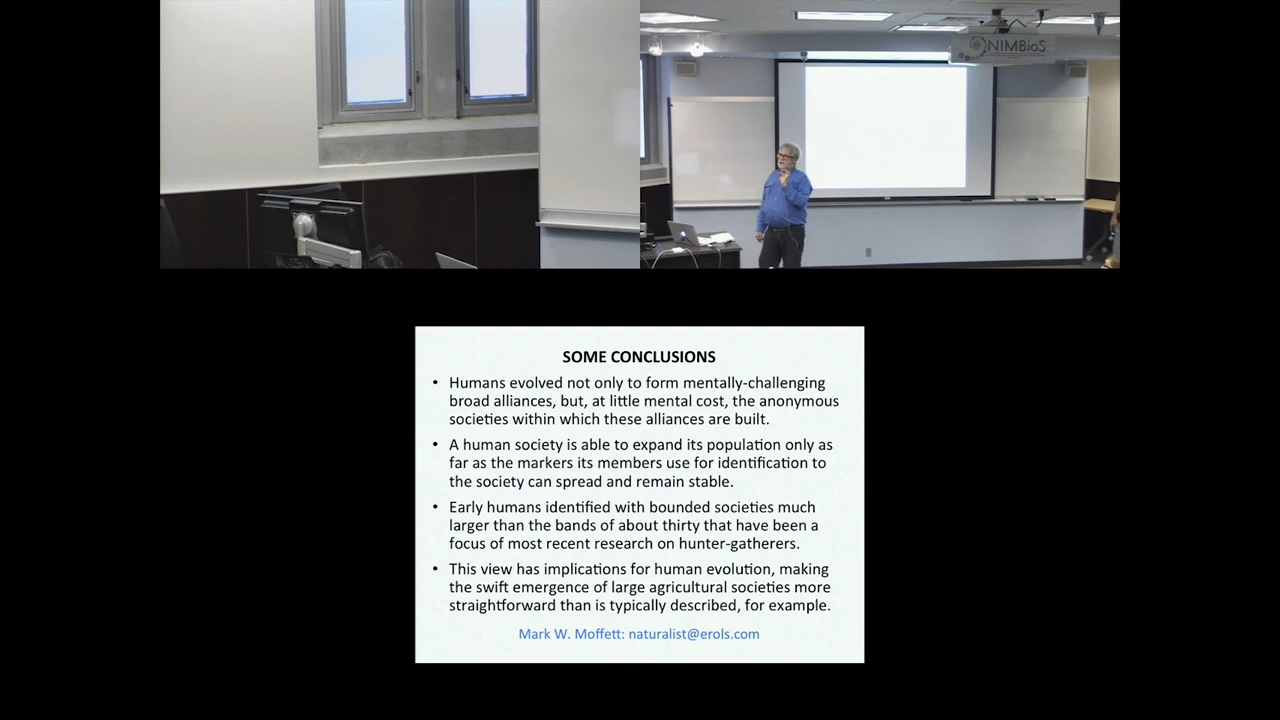 NIMBioS
SOME CONCLUSIONS
• Humans evolved not only to form mentally-challenging
broad alliances, but, at little mental cost, the anonymous
societies within which these alliances are built.
• A human society is able to expand its population only as
far as the markers its members use for identification to
the society can spread and remain stable.
• Early humans identified with bounded societies much
larger than the bands of about thirty that have been a
focus of most recent research on hunter-gatherers.
• This view has implications for human evolution, making
the swift emergence of large agricultural societies more
straightforward than is typically described, for example.
Mark W. Moffett: naturalist@erols.com